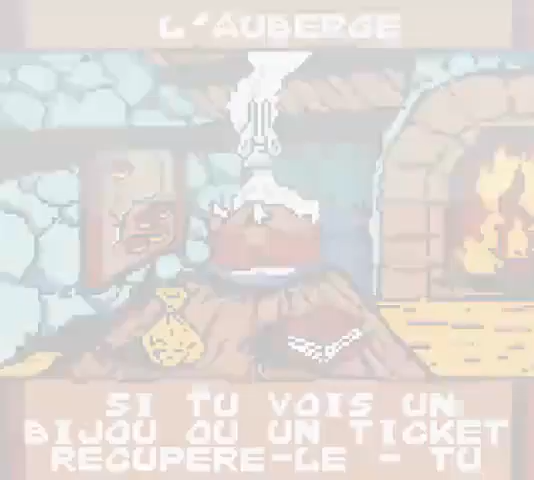 L'AUBERGE
SI TU VOIS UN
BIJOU OU UN TICKET
RECUPERE-LE - TU